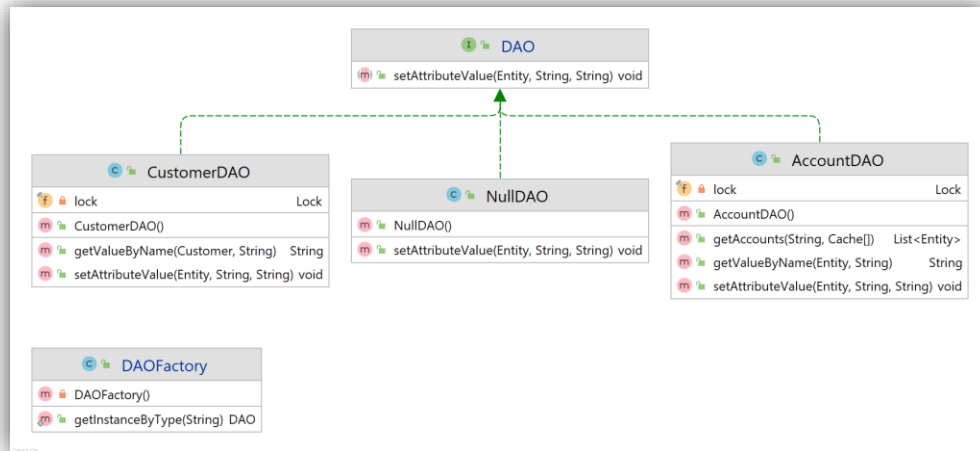 I DAO
m setAttributeValue(Entity, String, String) void
C CustomerDAO
f lock Lock
m CustomerDAO()
m getValueByName(Customer, String) String
m setAttributeValue(Entity, String, String) void
C NullDAO
m NullDAO()
m setAttributeValue(Entity, String, String) void
C AccountDAO
f lock Lock
m AccountDAO()
m getAccounts(String, Cache[]) List<Entity>
m getValueByName(Entity, String) String
m setAttributeValue(Entity, String, String) void
C DAOFactory
m DAOFactory()
m getInstanceByType(String) DAO